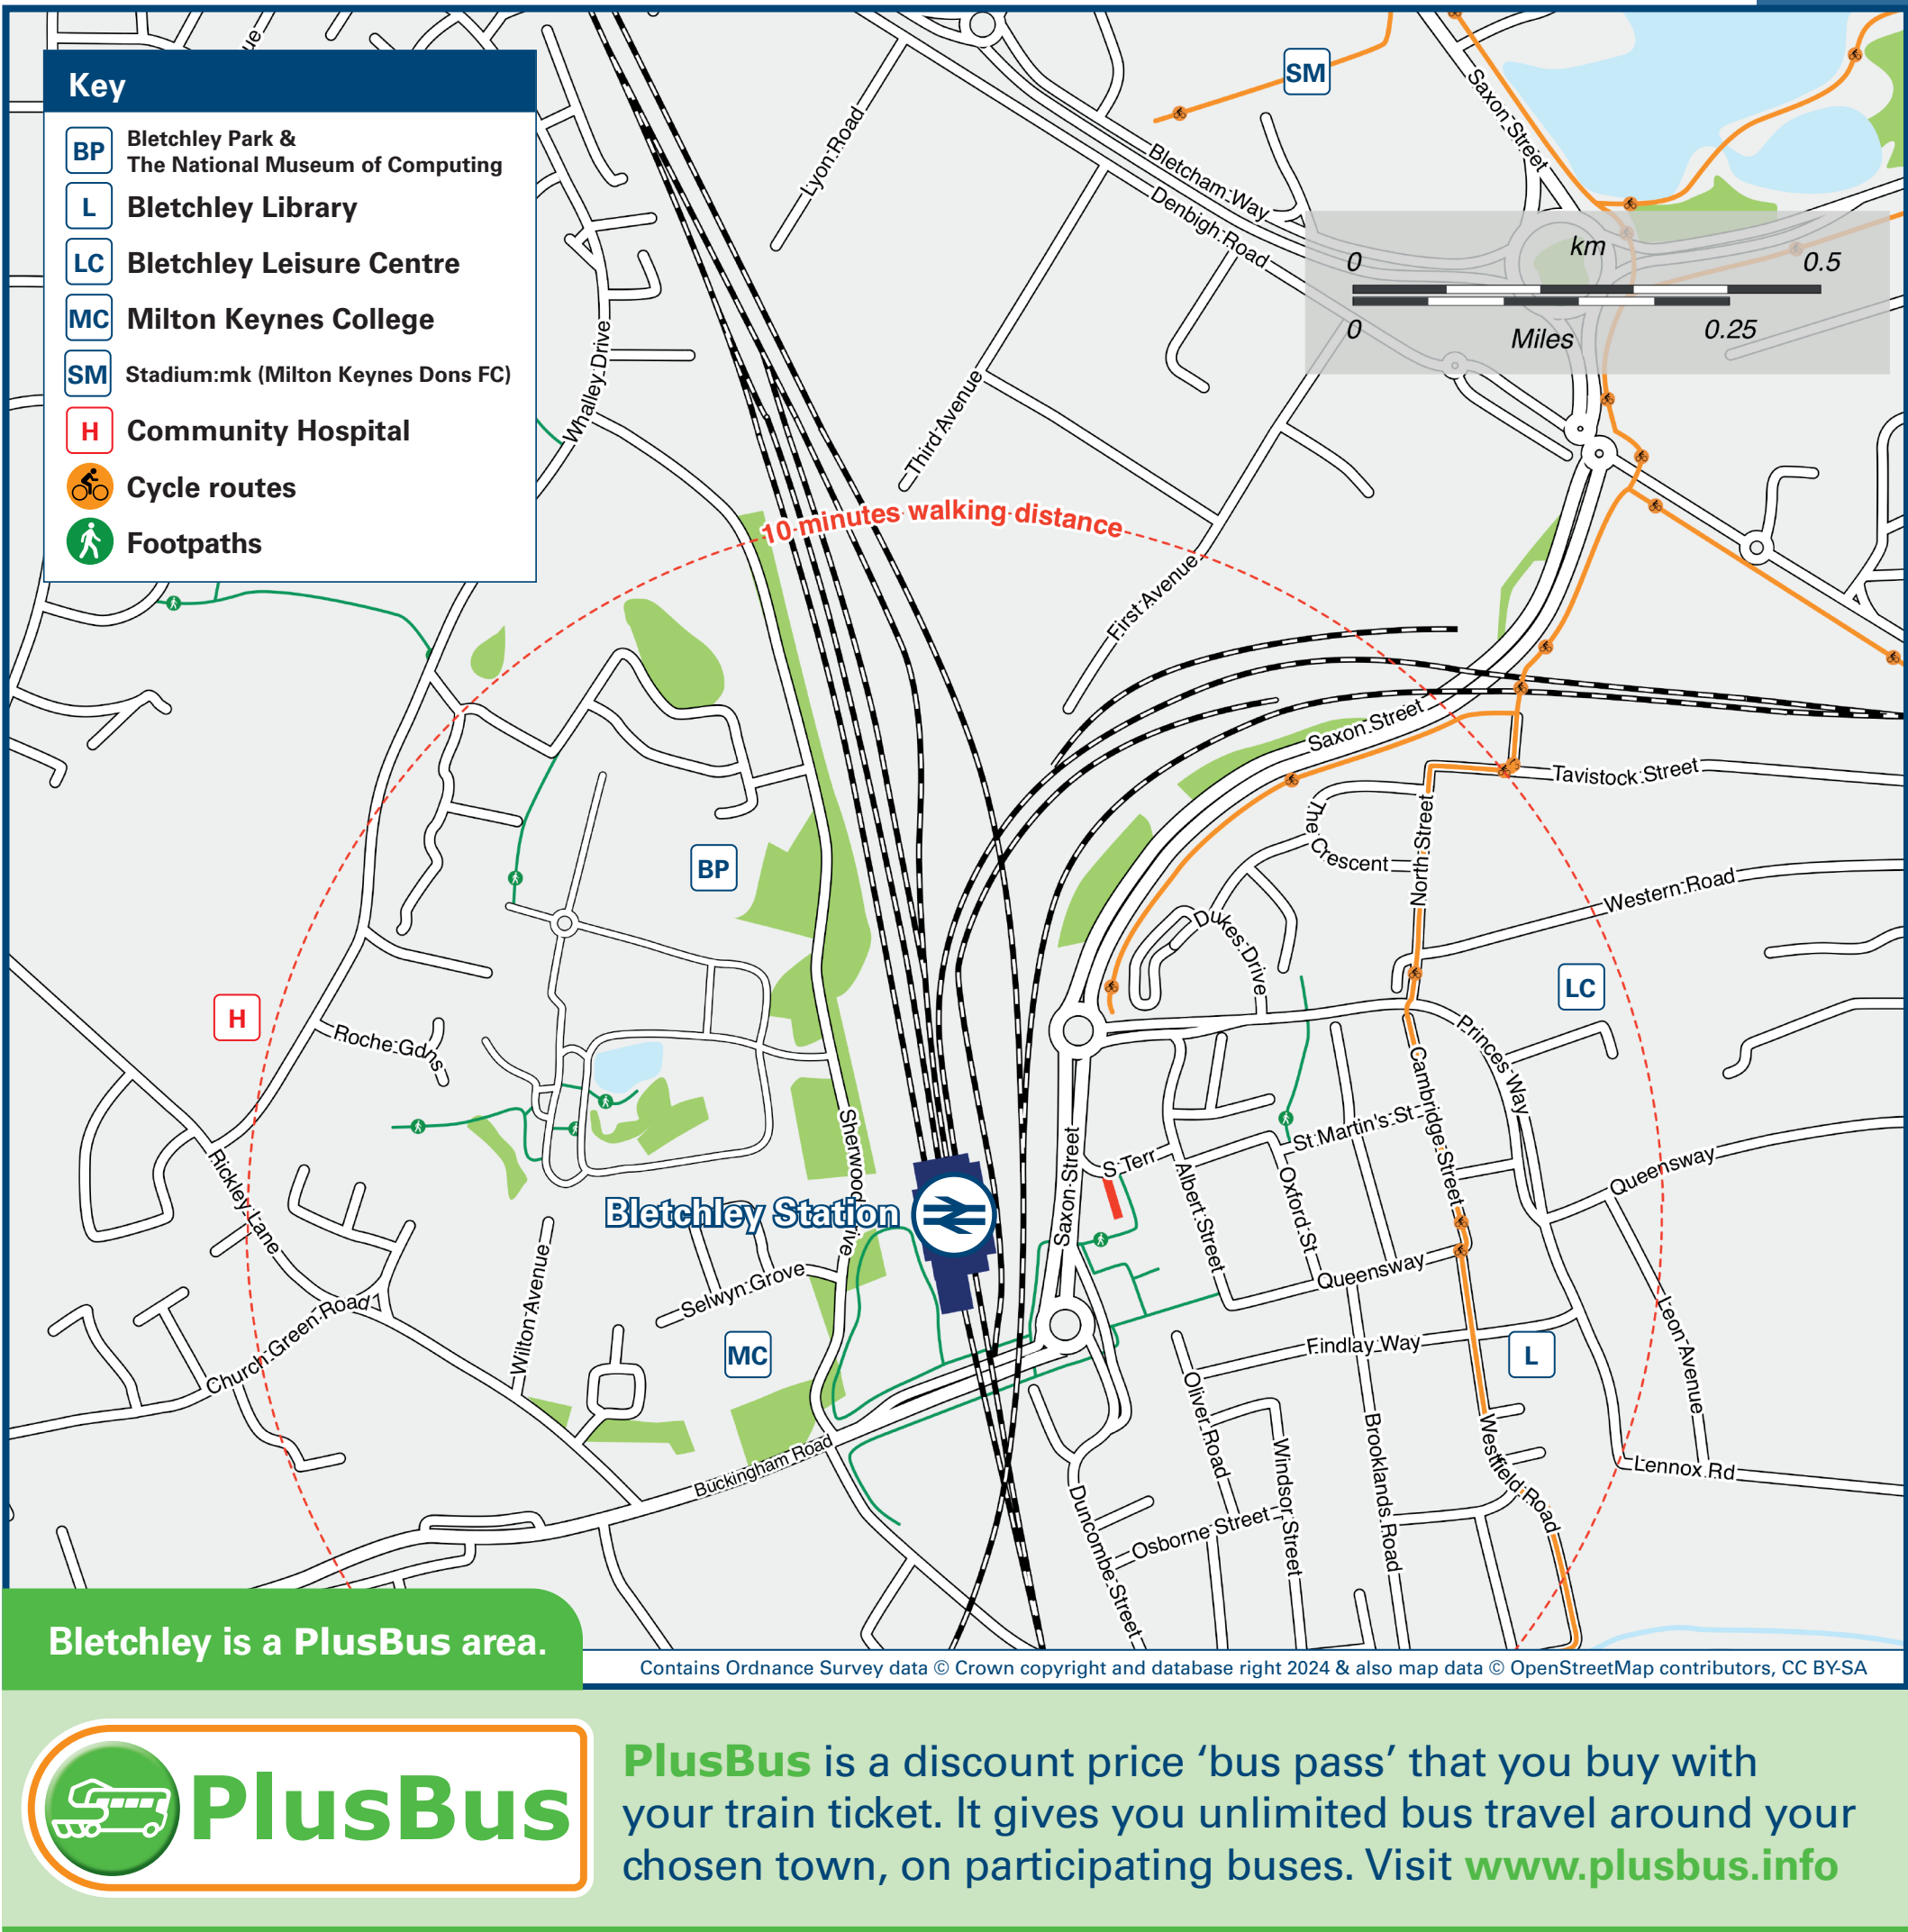 Key
BP Bletchley Park &
The National Museum of Computing
L Bletchley Library
LC Bletchley Leisure Centre
MC Milton Keynes College
SM Stadium:mk (Milton Keynes Dons FC)
H Community Hospital
Cycle routes
Footpaths
ue
SM
Saxon Street
Lyon Road
Bletcham Way
Denbigh Road
km
0 0.5
0 0.25
Miles
Whalley Drive
Third Avenue
10 minutes walking distance
First Avenue
Saxon Street
Tavistock Street
The Crescent
North Street
BP
Western Road
Dukes Drive
LC
H
Roche Gdns
Princes Way
Cambridge Street
Sherwood Drive
St Martin's St
S Terr
Rickley Lane
Saxon Street
Albert Street
Oxford St
Queensway
Bletchley Station
Selwyn Grove
Queensway
Wilton Avenue
Church Green Road
MC
Findlay Way
L
Leon Avenue
Oliver Road
Buckingham Road
Windsor Street
Brooklands Road
Westfield Road
Lennox Rd
Duncombe Street
Osborne Street
Bletchley is a PlusBus area.
Contains Ordnance Survey data © Crown copyright and database right 2024 & also map data © OpenStreetMap contributors, CC BY-SA
PlusBus
PlusBus is a discount price ‘bus pass’ that you buy with
your train ticket. It gives you unlimited bus travel around your
chosen town, on participating buses. Visit www.plusbus.info